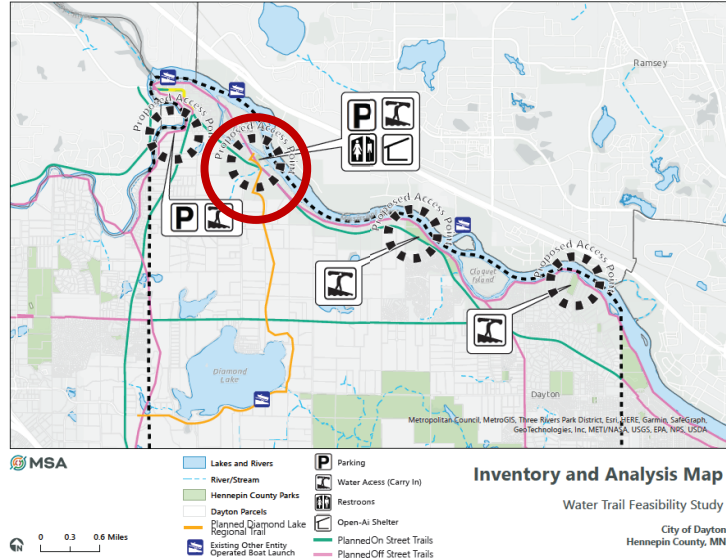 Ramsey
Proposed Access Point
Proposed Access Point
P
P
Proposed Access Point
Cloquet
Island
Proposed Access Point
Diamond
Lake
Dayton
Metropolitan Council, MetroGIS, Three Rivers Park District, Esri, HERE, Garmin, SafeGraph,
GeoTechnologies, Inc, METI/NASA, USGS, EPA, NPS, USDA
MSA
N
0 0.3 0.6 Miles
Lakes and Rivers
River/Stream
Hennepin County Parks
Dayton Parcels
Planned Diamond Lake
Regional Trail
Existing Other Entity
Operated Boat Launch
P Parking
Water Acess (Carry In)
Restroons
Open-Ai Shelter
PlannedOn Street Trails
PlannedOff Street Trails
Inventory and Analysis Map
Water Trail Feasibility Study
City of Dayton
Hennepin County, MN